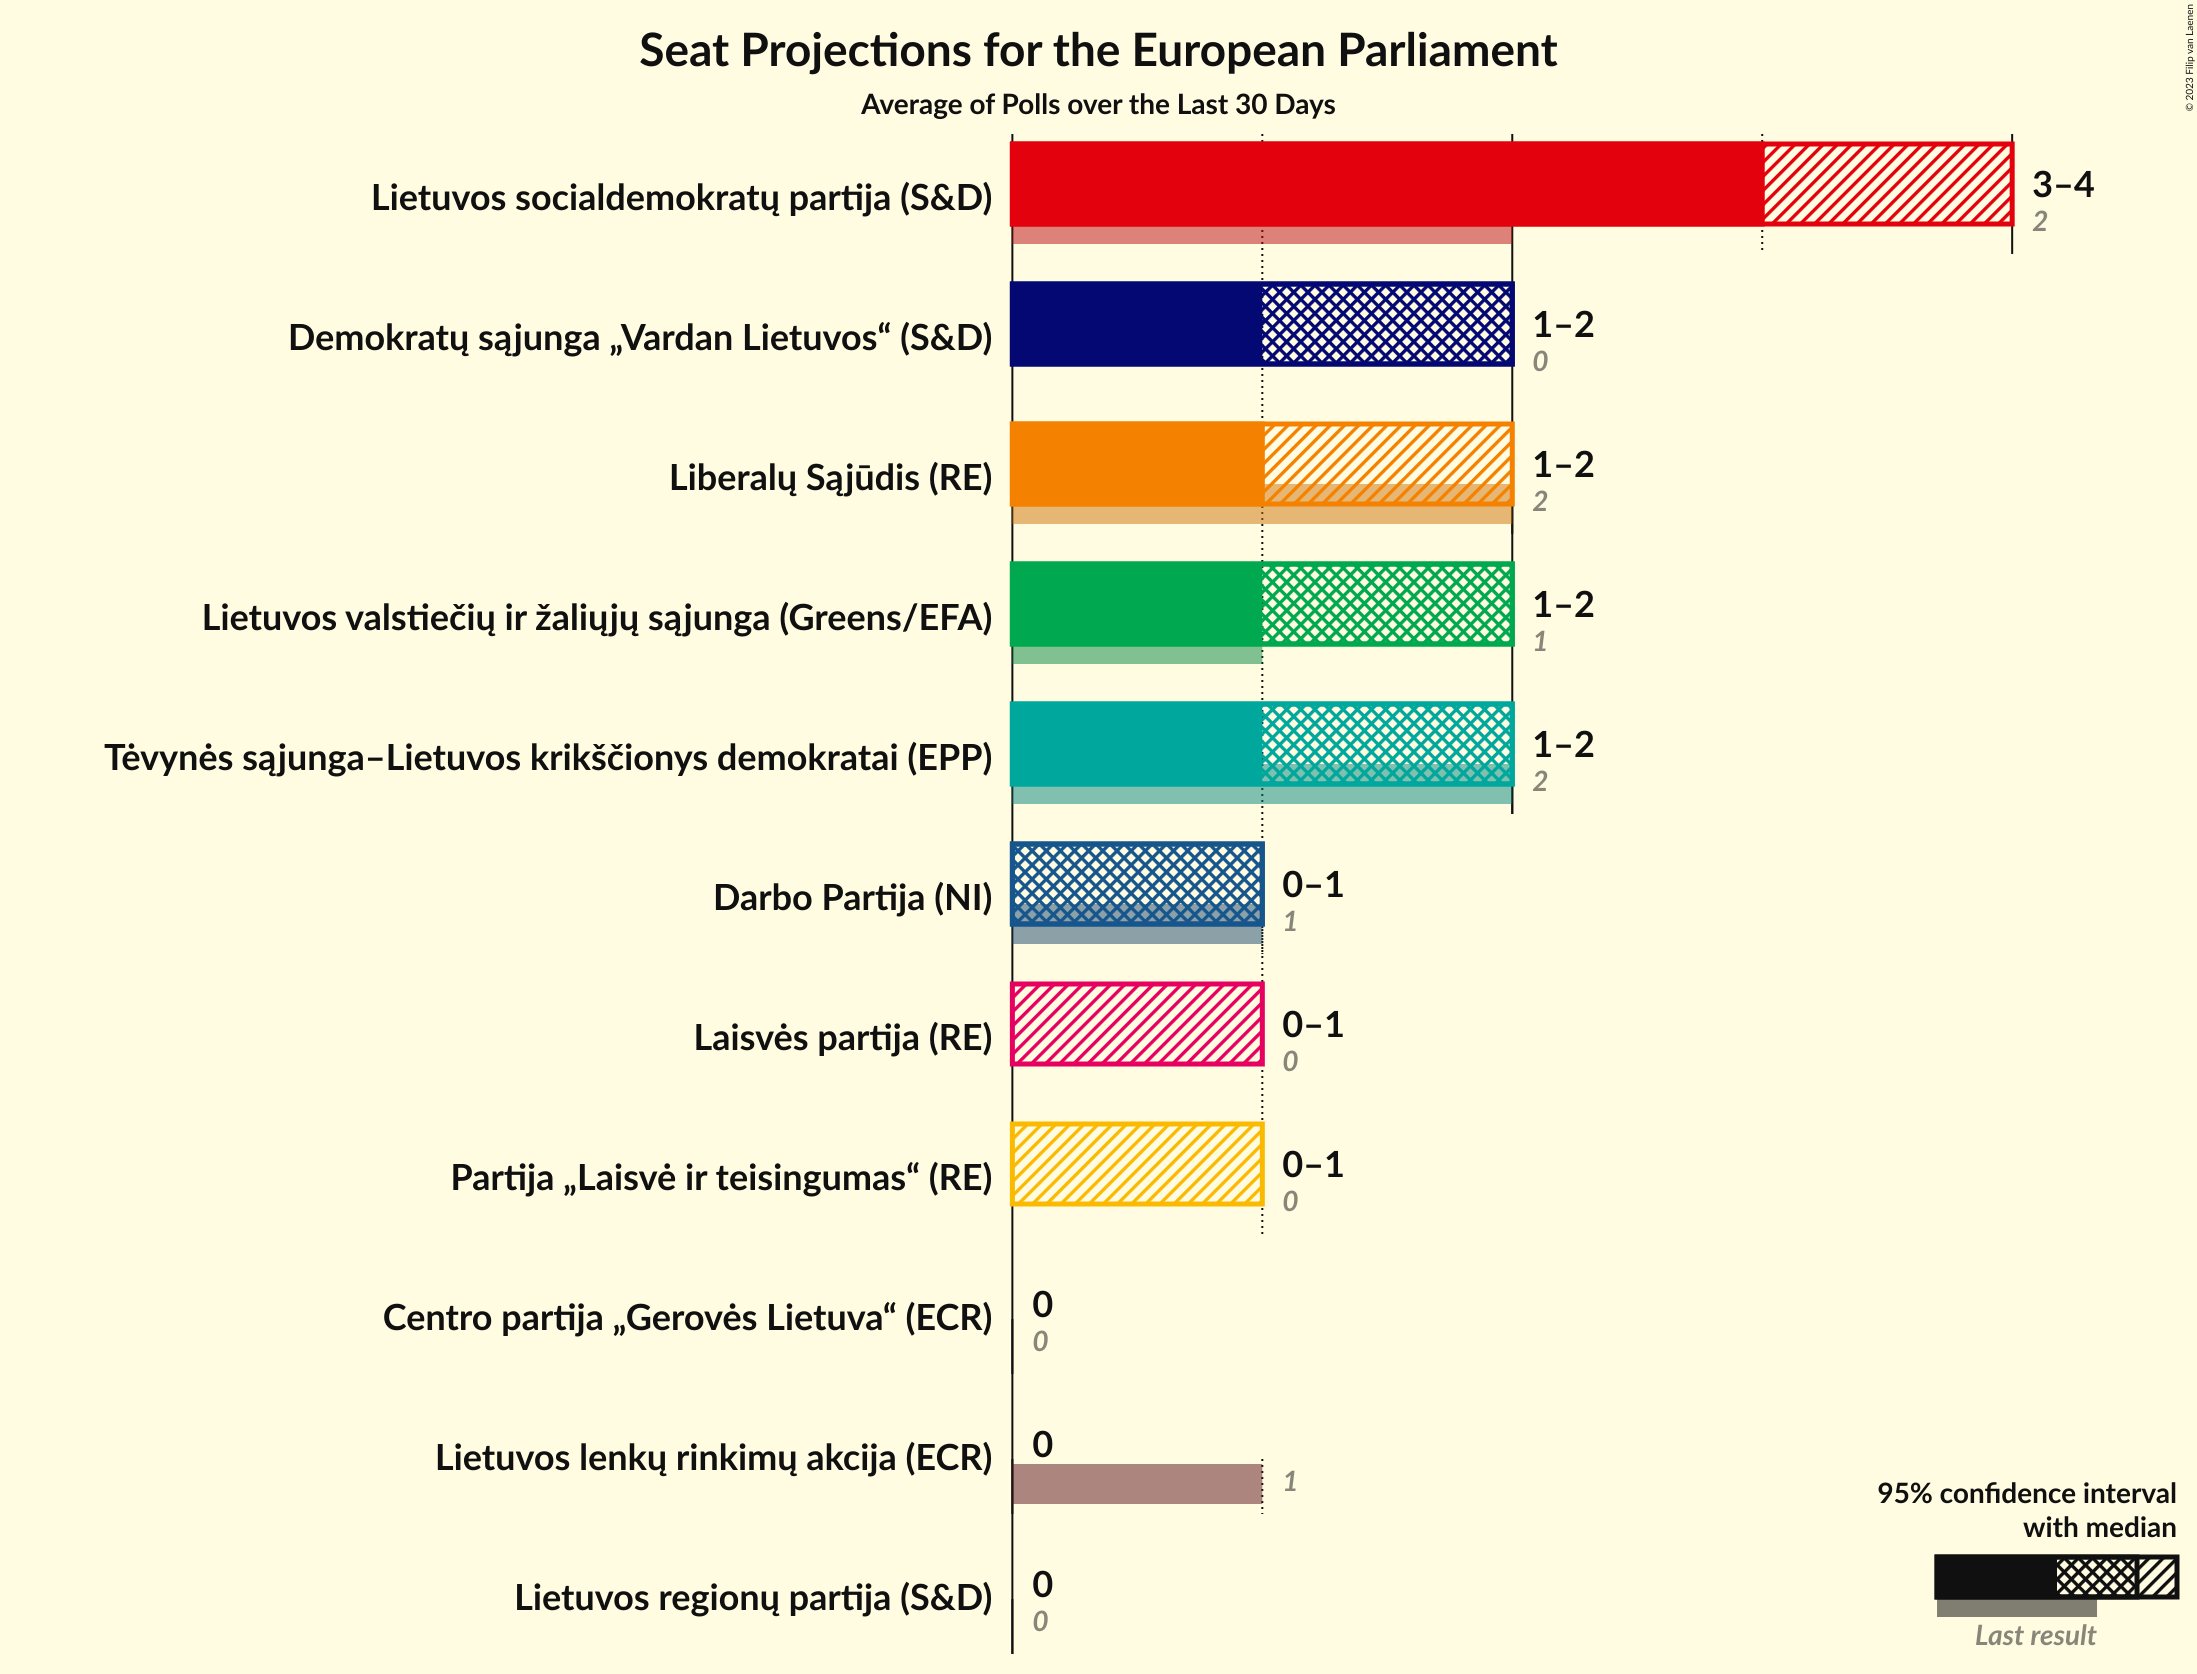 Seat Projections for the European Parliament
Average of Polls over the Last 30 Days
© 2023 Filip van Laenen
Lietuvos socialdemokratų partija (S&D)
3–4
2
Demokratų sąjunga „Vardan Lietuvos“ (S&D)
1–2
0
Liberalų Sąjūdis (RE)
1–2
2
Lietuvos valstiečių ir žaliųjų sąjunga (Greens/EFA)
1–2
1
Tėvynės sąjunga–Lietuvos krikščionys demokratai (EPP)
1–2
2
Darbo Partija (NI)
0–1
1
Laisvės partija (RE)
0–1
0
Partija „Laisvė ir teisingumas“ (RE)
0–1
0
Centro partija „Gerovės Lietuva“ (ECR)
0
0
Lietuvos lenkų rinkimų akcija (ECR)
0
1
Lietuvos regionų partija (S&D)
0
0
95% confidence interval
with median
Last result